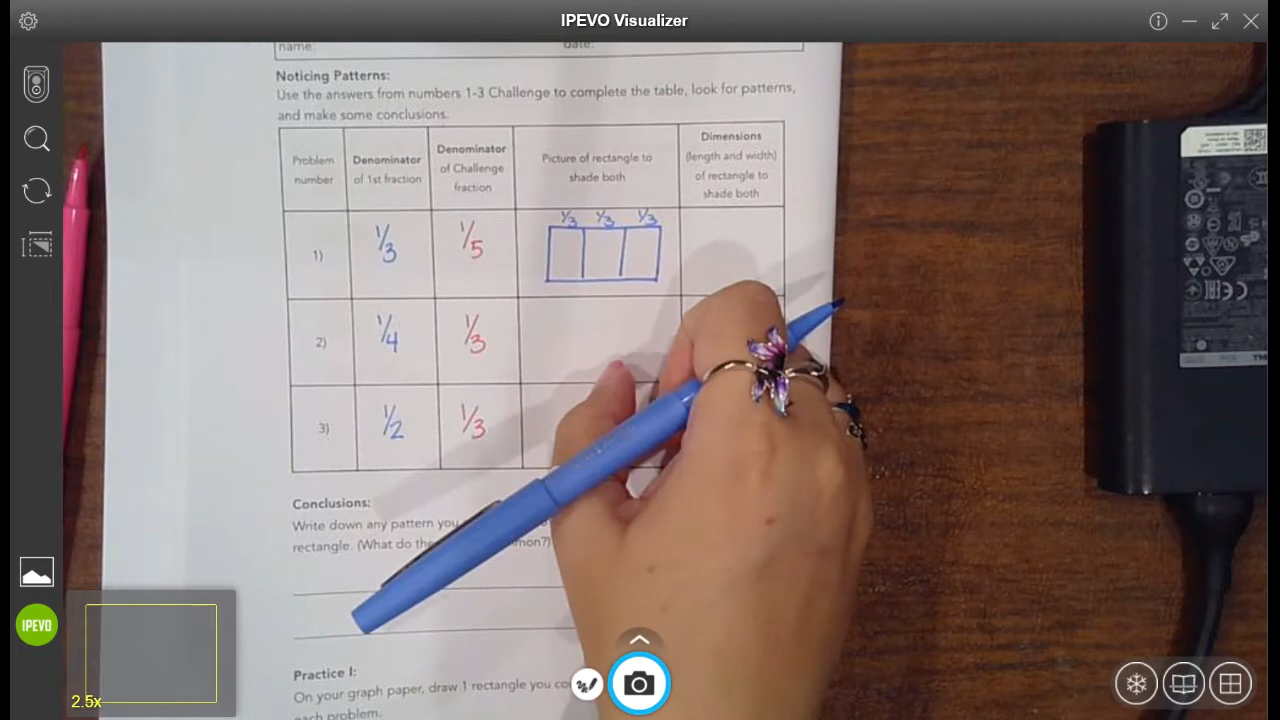 IPEVO Visualizer
name: date:
Noticing Patterns:
Use the answers from numbers 1-3 Challenge to complete the table, look for patterns,
and make some conclusions.
Problem number
Denominator of 1st fraction
Denominator of Challenge fraction
Picture of rectangle to shade both
Dimensions (length and width) of rectangle to shade both
1) 1/3 1/5 1/3 1/3 1/3
2) 1/4 1/3
3) 1/2 1/3
Conclusions:
Write down any pattern you
rectangle. (What do
Practice I:
On your graph paper, draw 1 rectangle you
each problem.
IPEVO
2.5x